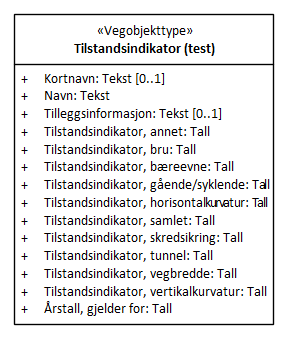 «Vegobjekttype»
Tilstandsindikator (test)
+ Kortnavn: Tekst [0..1]
+ Navn: Tekst
+ Tilleggsinformasjon: Tekst [0..1]
+ Tilstandsindikator, annet: Tall
+ Tilstandsindikator, bru: Tall
+ Tilstandsindikator, bæreevne: Tall
+ Tilstandsindikator, gående/syklende: Tall
+ Tilstandsindikator, horisontalkurvatur: Tall
+ Tilstandsindikator, samlet: Tall
+ Tilstandsindikator, skredsikring: Tall
+ Tilstandsindikator, tunnel: Tall
+ Tilstandsindikator, vegbredde: Tall
+ Tilstandsindikator, vertikalkurvatur: Tall
+ Årstall, gjelder for: Tall